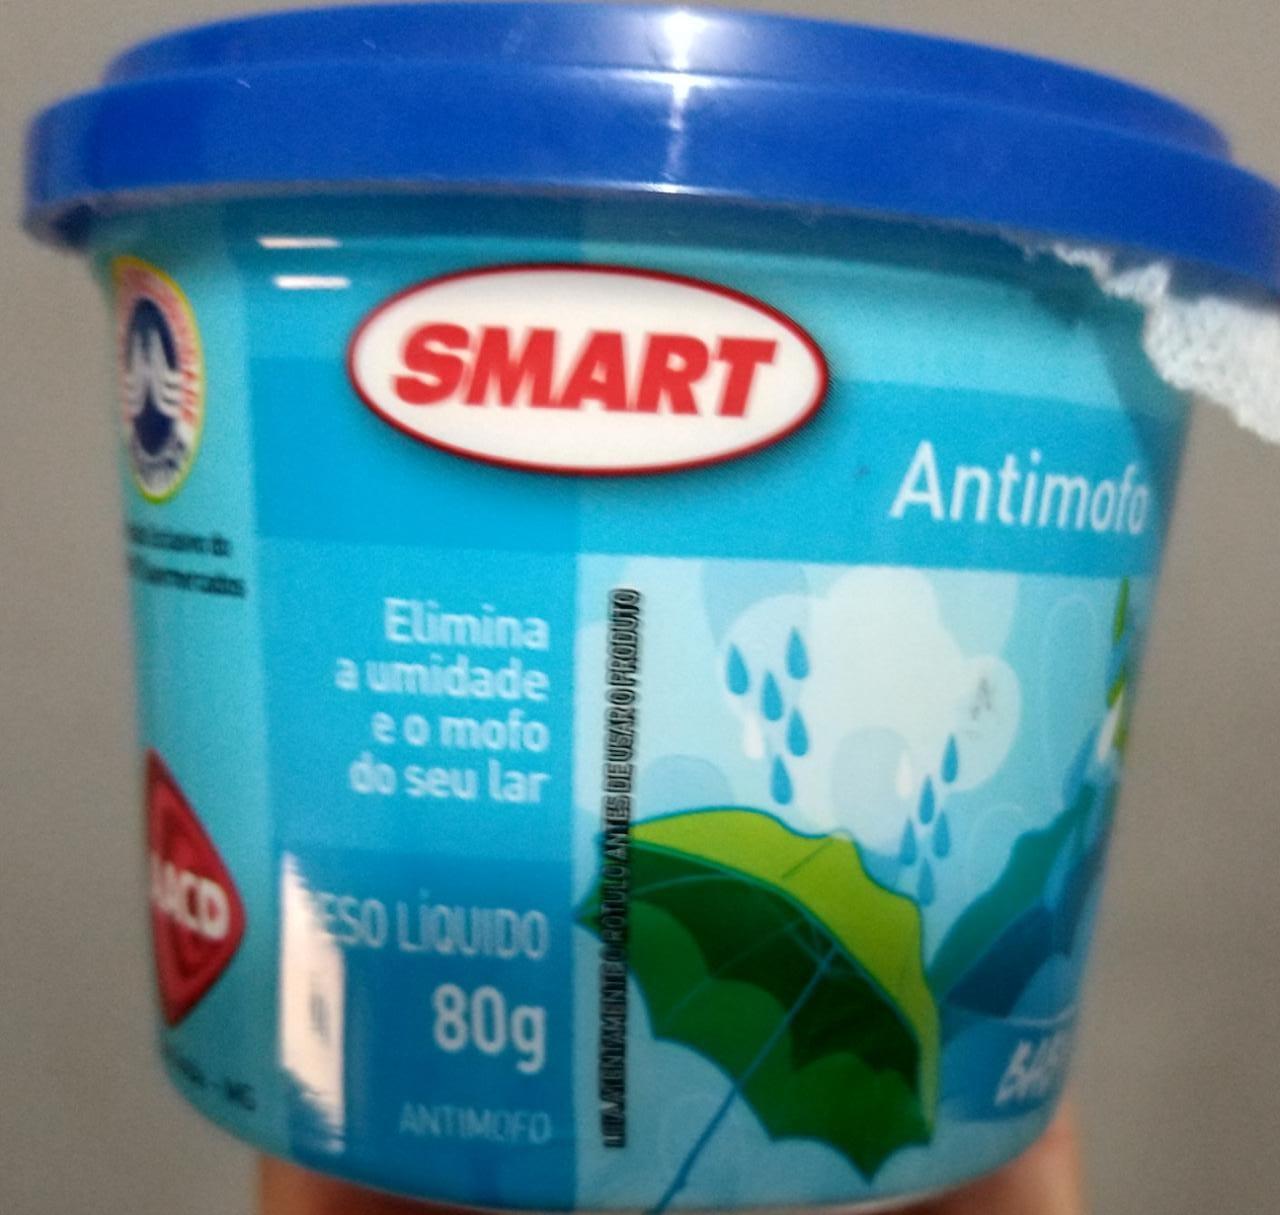 SMART
Antimofo
Elimina
a umidade
e o mofo
do seu lar
PESO LÍQUIDO
80g
ANTIMOFO
LEIA ATENTAMENTE O RÓTULO ANTES DE USAR O PRODUTO
AACD